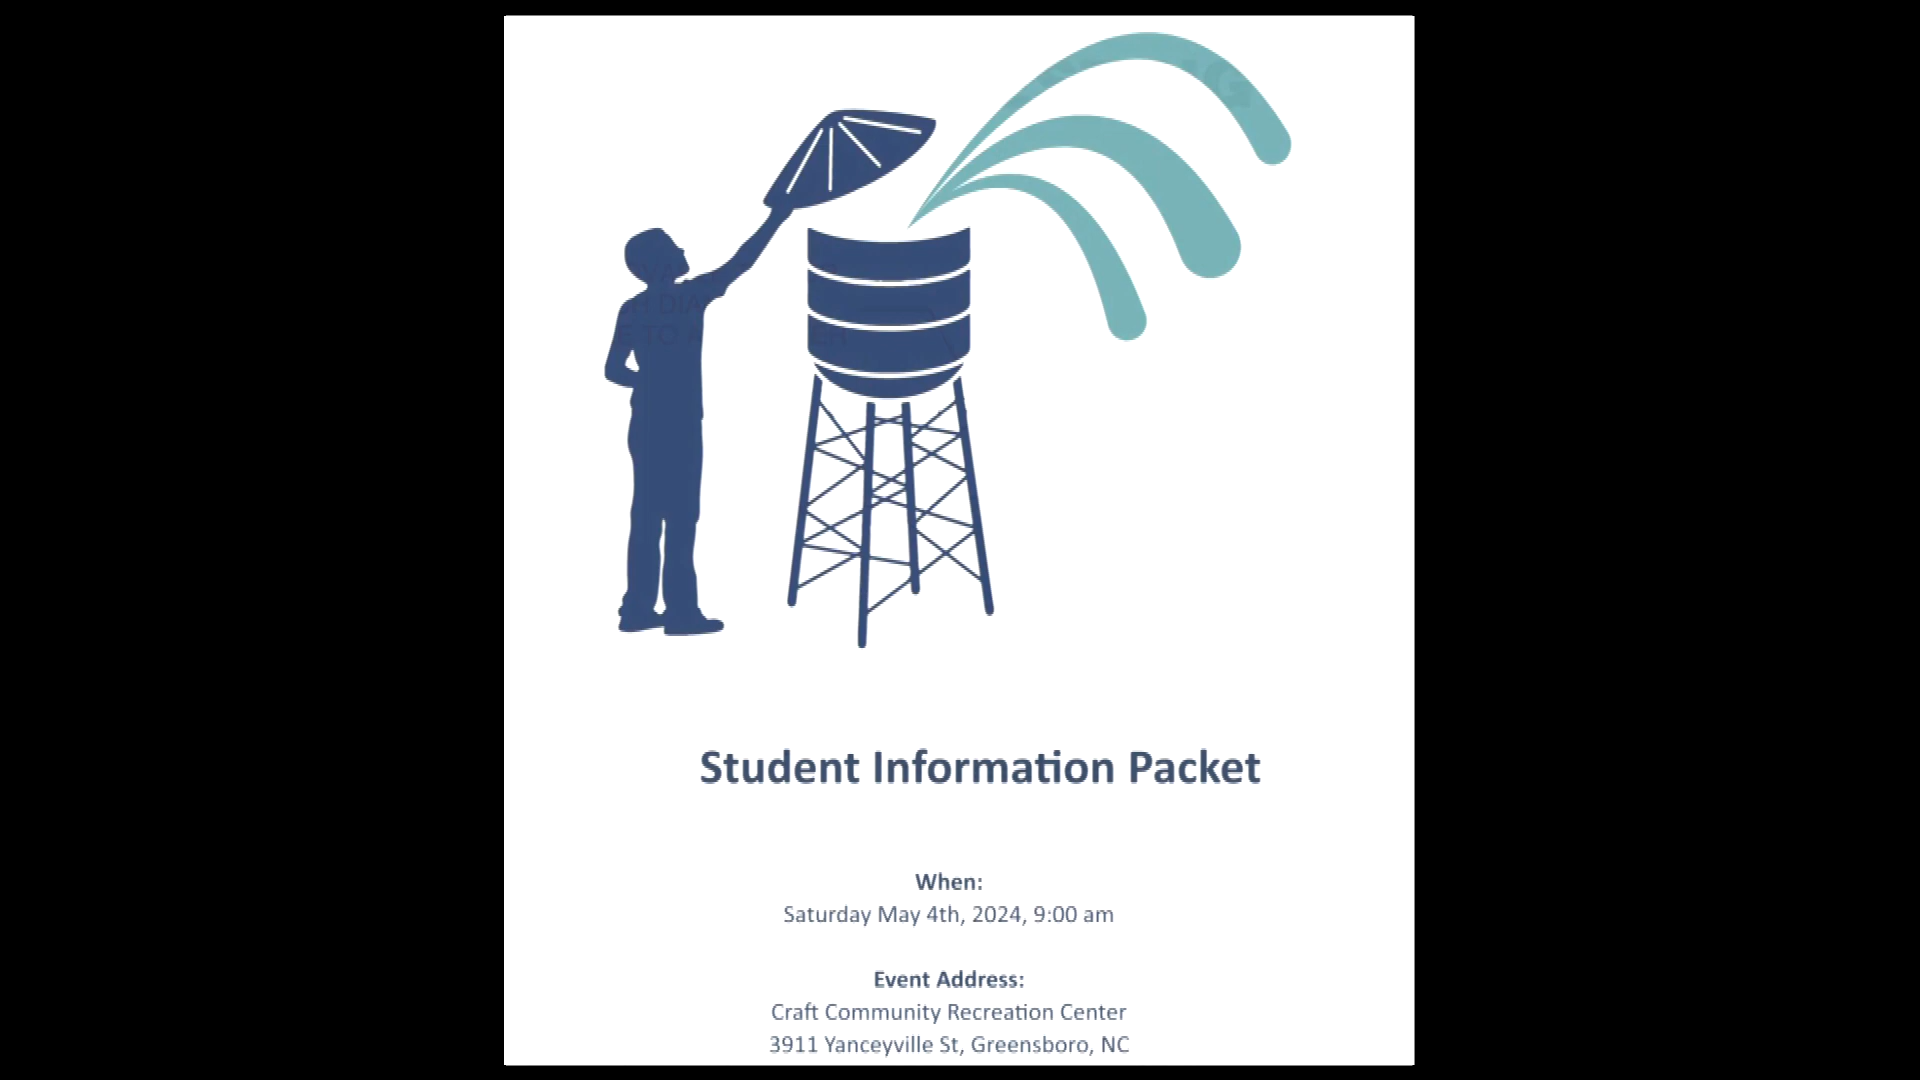 Student Information Packet
When:
Saturday May 4th, 2024, 9:00 am
Event Address:
Craft Community Recreation Center
3911 Yanceyville St, Greensboro, NC